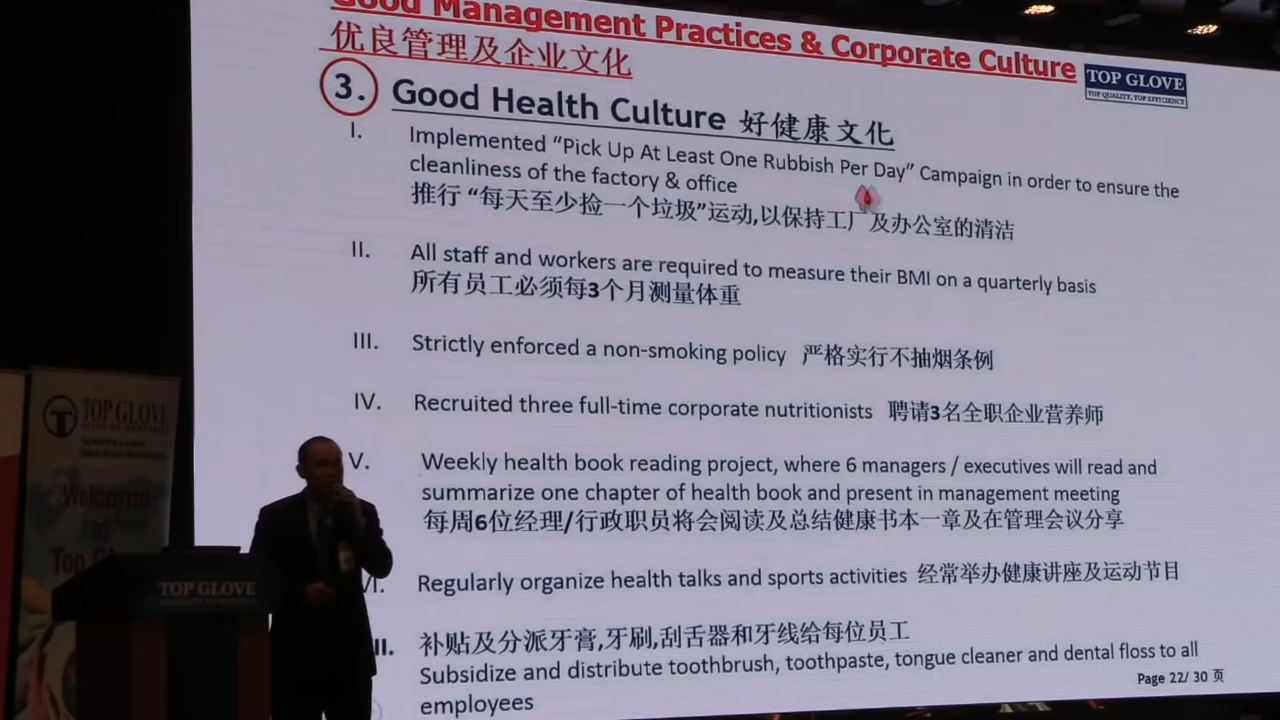 Good Management Practices & Corporate Culture
优良管理及企业文化
TOP GLOVE
TOP QUALITY, TOP EFFICIENCY
3. Good Health Culture 好健康文化
I. Implemented “Pick Up At Least One Rubbish Per Day” Campaign in order to ensure the
cleanliness of the factory & office
推行 “每天至少捡一个垃圾”运动,以保持工厂及办公室的清洁
II. All staff and workers are required to measure their BMI on a quarterly basis
所有员工必须每3个月测量体重
III. Strictly enforced a non-smoking policy 严格实行不抽烟条例
IV. Recruited three full-time corporate nutritionists 聘请3名全职企业营养师
V. Weekly health book reading project, where 6 managers / executives will read and
summarize one chapter of health book and present in management meeting
每周6位经理/行政职员将会阅读及总结健康书本一章及在管理会议分享
VI. Regularly organize health talks and sports activities 经常举办健康讲座及运动节目
II. 补贴及分派牙膏,牙刷,刮舌器和牙线给每位员工
Subsidize and distribute toothbrush, toothpaste, tongue cleaner and dental floss to all
employees
Page 22/ 30 页
TOP GLOVE
Welcome
to
Top
TOP GLOVE